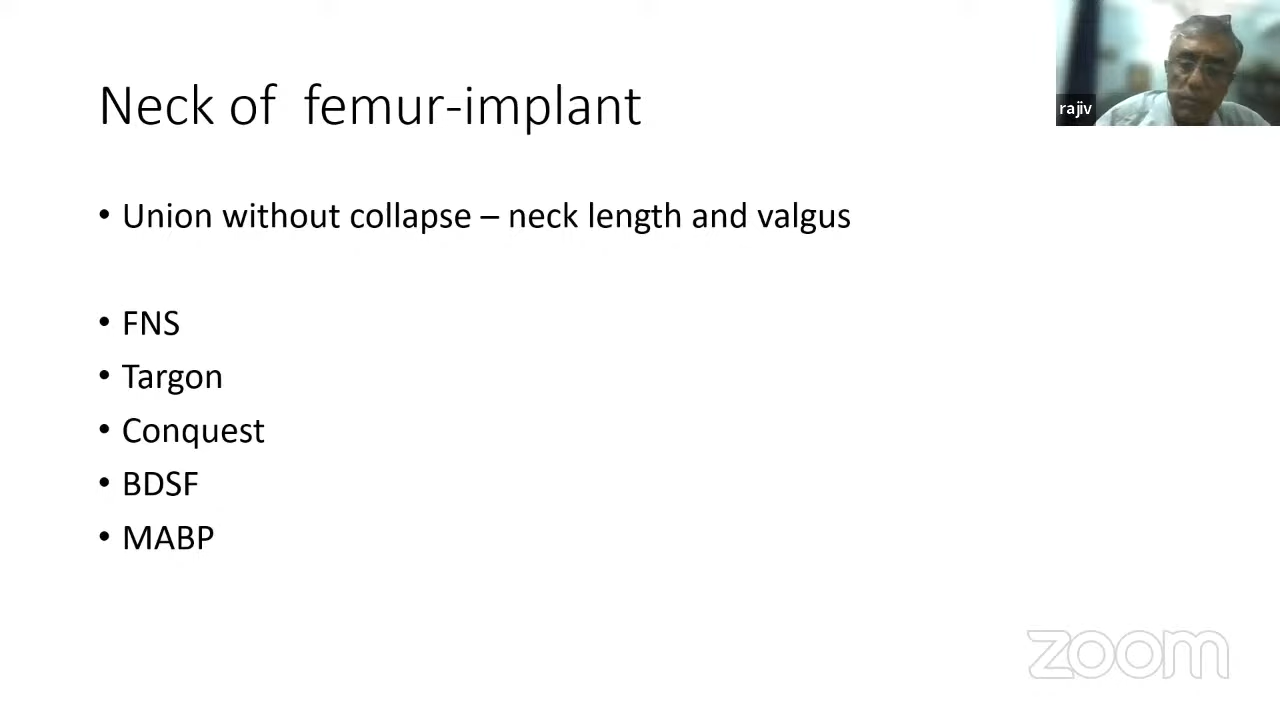 Neck of femur-implant
rajiv
• Union without collapse – neck length and valgus
• FNS
• Targon
• Conquest
• BDSF
• MABP
zoom